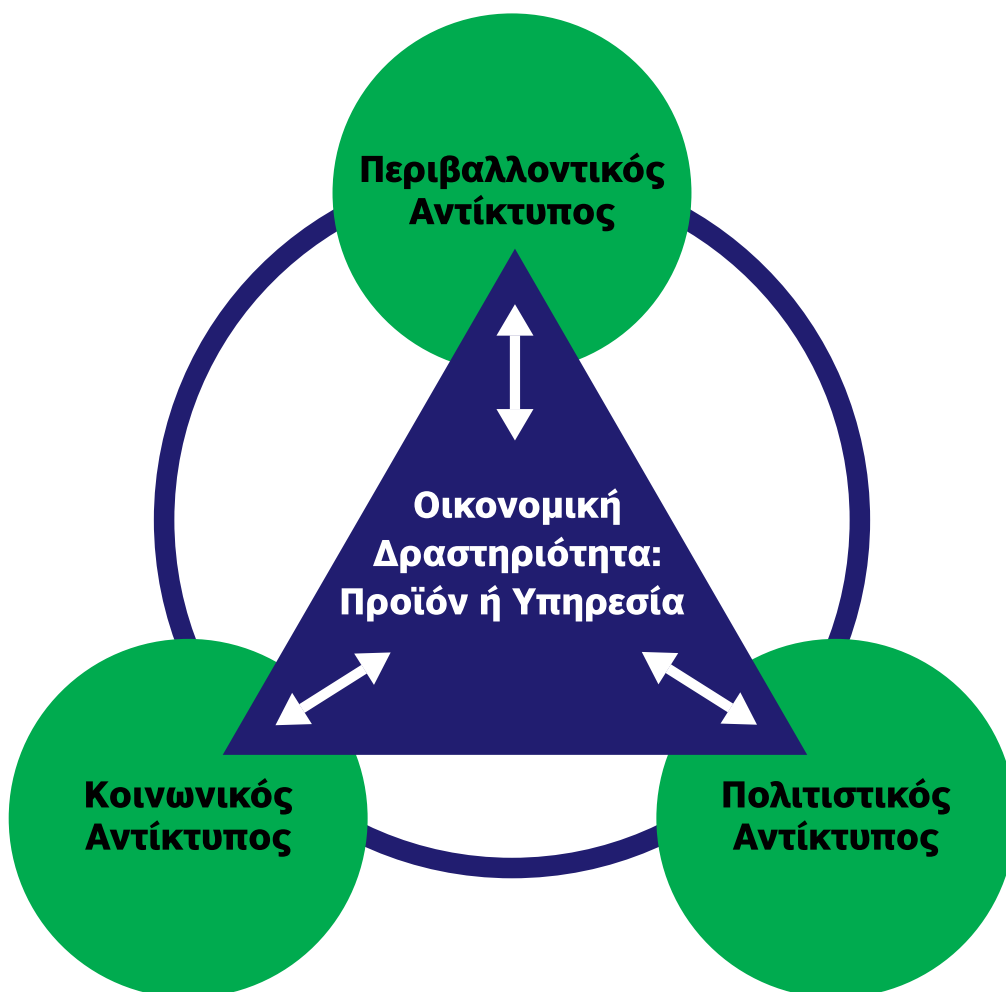 Περιβαλλοντικός
Αντίκτυπος
Οικονομική
Δραστηριότητα:
Προϊόν ή Υπηρεσία
Κοινωνικός
Αντίκτυπος
Πολιτιστικός
Αντίκτυπος